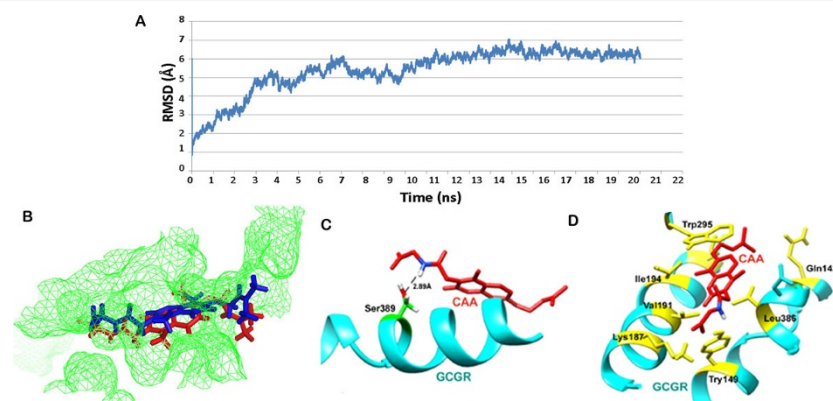 A
8
7
6
5
4
3
2
1
0
RMSD (Å)
0 1 2 3 4 5 6 7 8 9 10 11 12 13 14 15 16 17 18 19 20 21 22
Time (ns)
B
C
2.89A
Ser389
CAA
GCGR
D
Trp295
CAA
Gln14
Ile194
Val191
Leu386
Lys187
GCGR
Try149